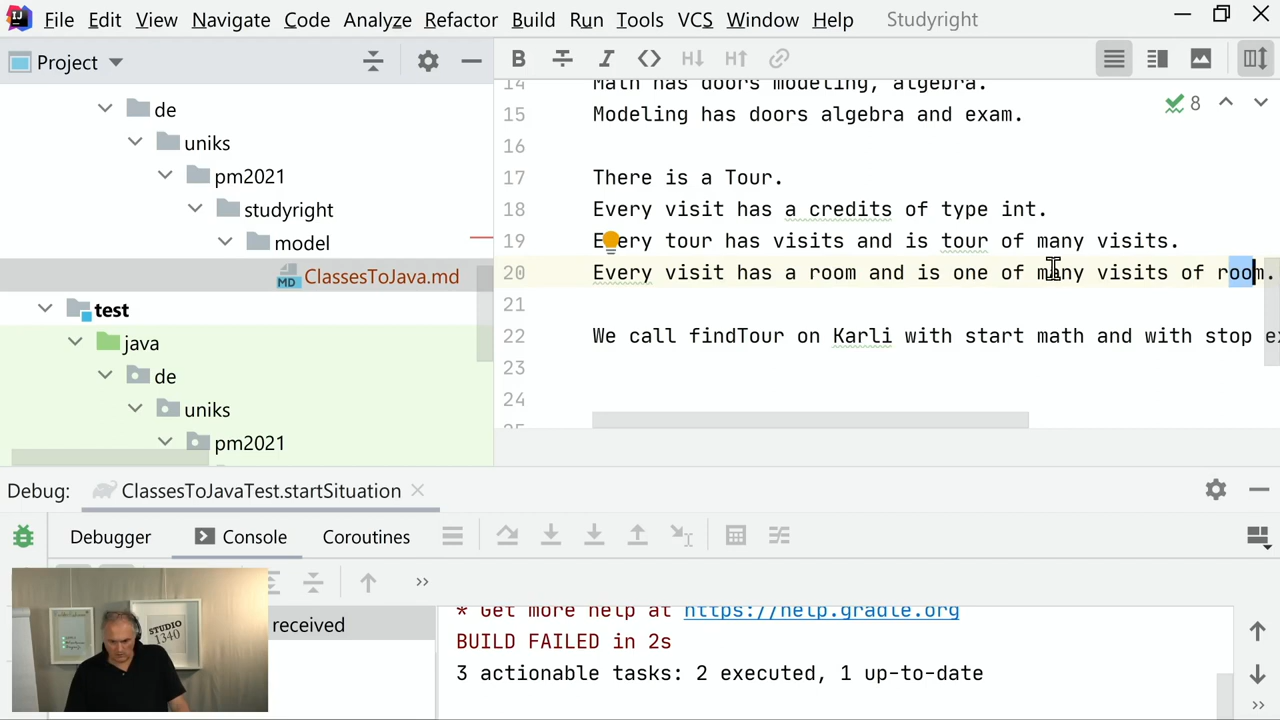 File Edit View Navigate Code Analyze Refactor Build Run Tools VCS Window Help Studyright
Project
de
uniks
pm2021
studyright
model
ClassesToJava.md
test
java
de
uniks
pm2021
8
14 Math has doors modeling, algebra.
15 Modeling has doors algebra and exam.
16
17 There is a Tour.
18 Every visit has a credits of type int.
19 Every tour has visits and is tour of many visits.
20 Every visit has a room and is one of many visits of room.
21
22 We call findTour on Karli with start math and with stop ex
23
24
25
Debug: ClassesToJavaTest.startSituation
Debugger Console Coroutines
received
* Get more help at https://help.gradle.org
BUILD FAILED in 2s
3 actionable tasks: 2 executed, 1 up-to-date
STUDIO
1340